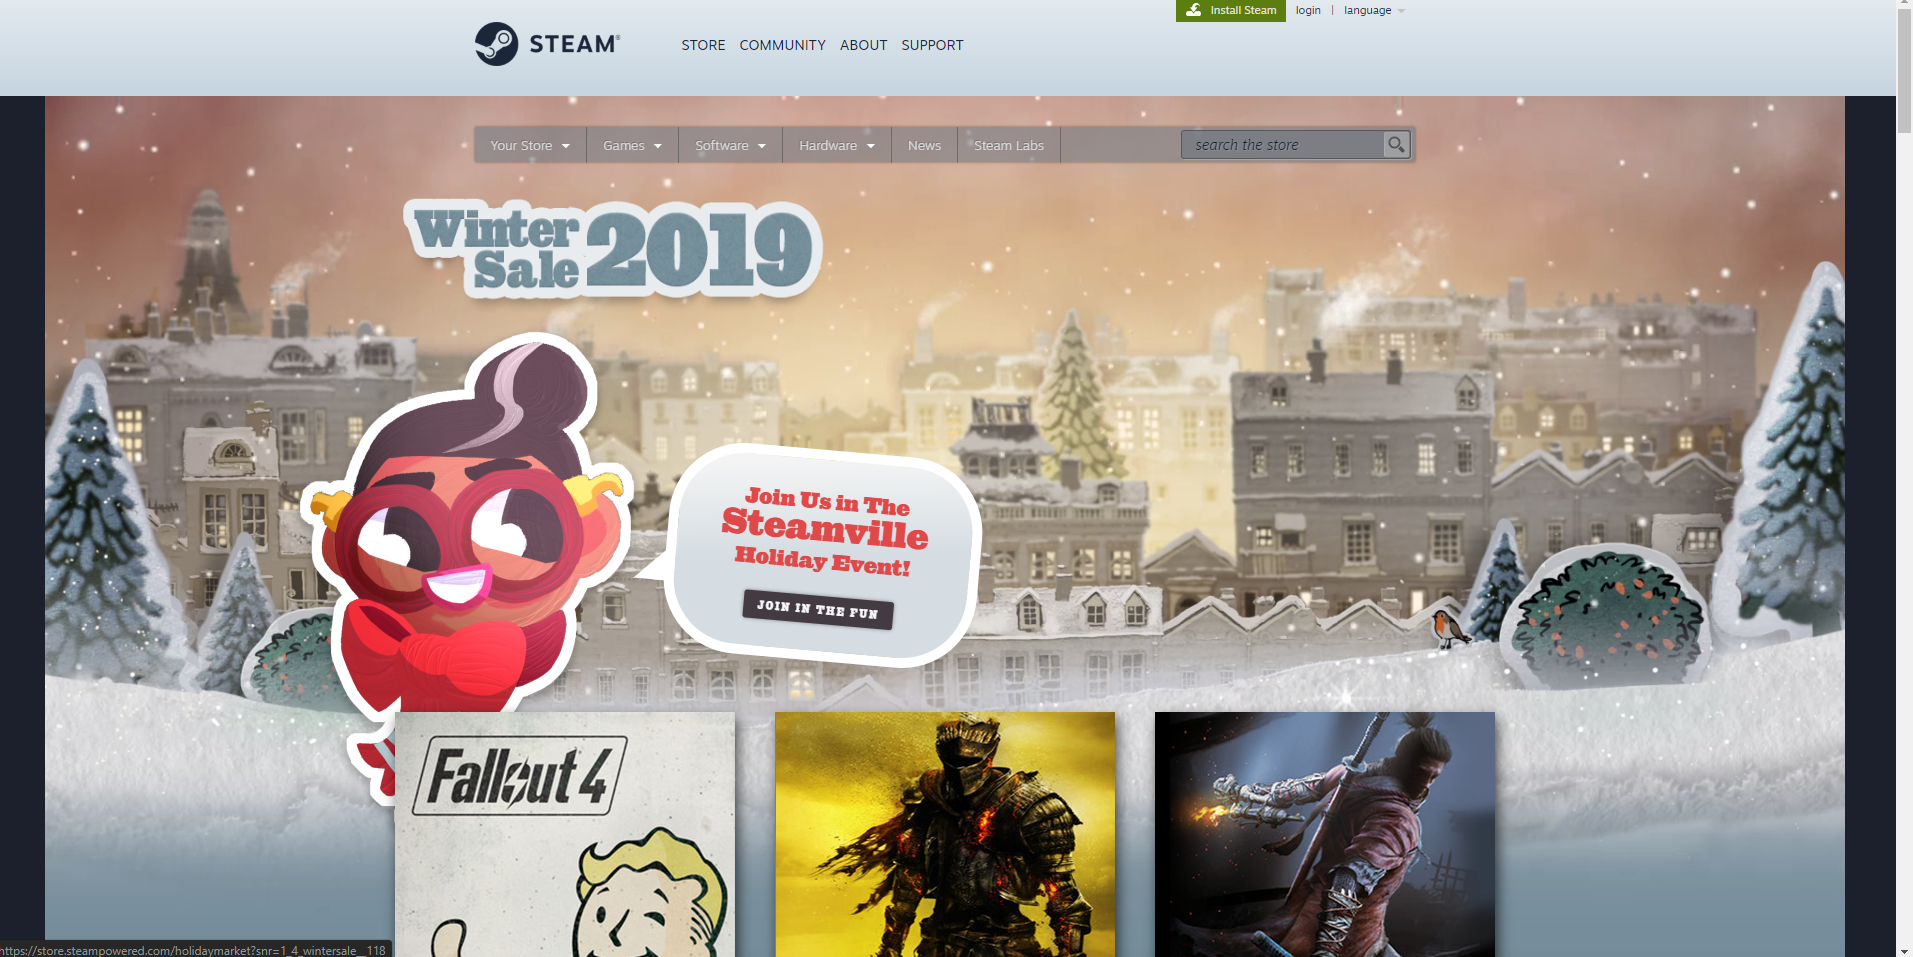 Install Steam login | language
STEAM®
STORE COMMUNITY ABOUT SUPPORT
Your Store Games Software Hardware News Steam Labs search the store
Winter
Sale 2019
Join Us in The
Steamville
Holiday Event!
JOIN IN THE FUN
Fallout 4
https://store.steampowered.com/holidaymarket?snr=1_4_wintersale__118